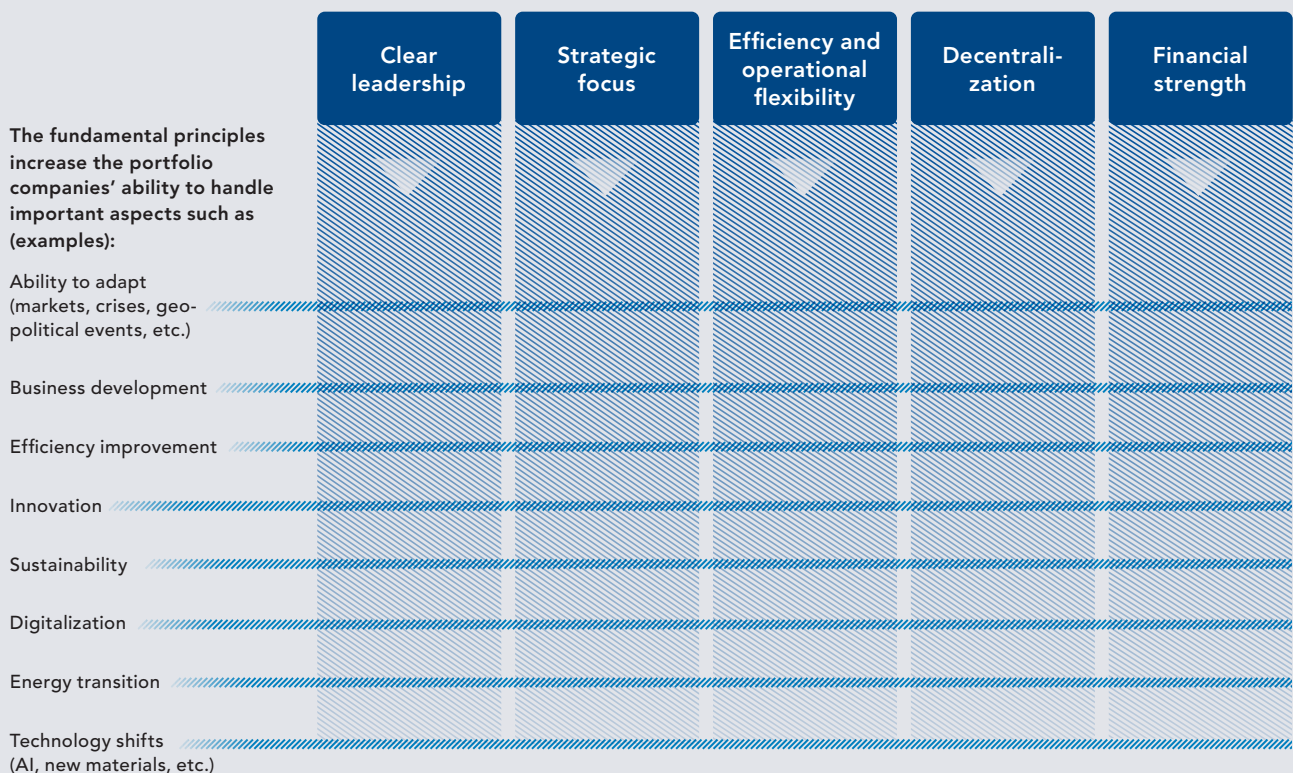 Clear
leadership
Strategic
focus
Efficiency and
operational
flexibility
Decentrali-
zation
Financial
strength
The fundamental principles
increase the portfolio
companies’ ability to handle
important aspects such as
(examples):
Ability to adapt
(markets, crises, geo-
political events, etc.)
Business development
Efficiency improvement
Innovation
Sustainability
Digitalization
Energy transition
Technology shifts
(AI, new materials, etc.)